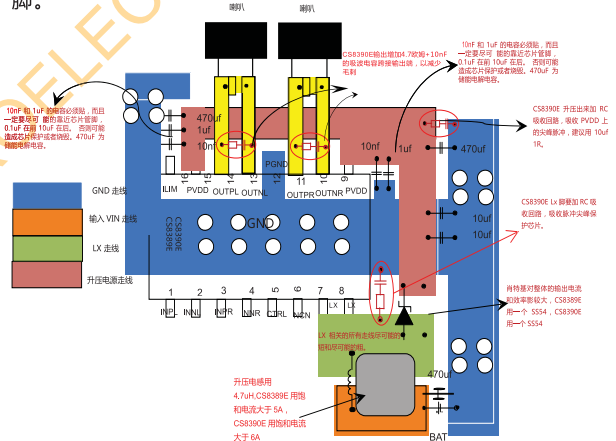 脚。
喇叭
喇叭
CS8390E输出增加4.7欧姆+10nF
的吸波电容跨接输出端，以减少
毛刺
10nF 和 1uF 的电容必须贴，而且
一定要尽可 能的靠近芯片管脚，
0.1uF 在前 10uF 在后。 否则可能
造成芯片保护或者烧毁。470uF 为
储能电解电容。
10nF 和 1uF 的电容必须贴，而且
一定要尽可 能的靠近芯片管脚，
0.1uF 在前 10uF 在后。 否则可能
造成芯片保护或者烧毁。470uF 为
储能电解电容。
CS8390E 升压出来加 RC
吸收回路，吸收 PVDD 上
的尖峰脉冲，建议用 10uf
1R。
470uf
1uf
10nf
10nf
1uf
470uf
PGND
16 15 14 13 12 11 10 9
ILIM PVDD OUTPL OUTNL OUTPR OUTNR PVDD
GND 走线
输入 VIN 走线
LX 走线
升压电源走线
CS8390E
CS8389E
GND
10uf
10uf
CS8390E Lx 脚要加 RC 吸
收回路，吸收脉冲尖峰保
护芯片。
1 2 3 4 5 6 7 8
LX LX
INPL INNL INPR NNR CTRL NCN
肖特基对整体的输出电流
和效率影较大，CS8389E
用一个 SS54，CS8390E
用一个 SS54
LX 相关的所有走线尽可能的
短和尽可能的粗。
升压电感用
4.7uH,CS8389E 用饱
和电流大于 5A，
CS8390E 用饱和电流
大于 6A
470uf
BAT